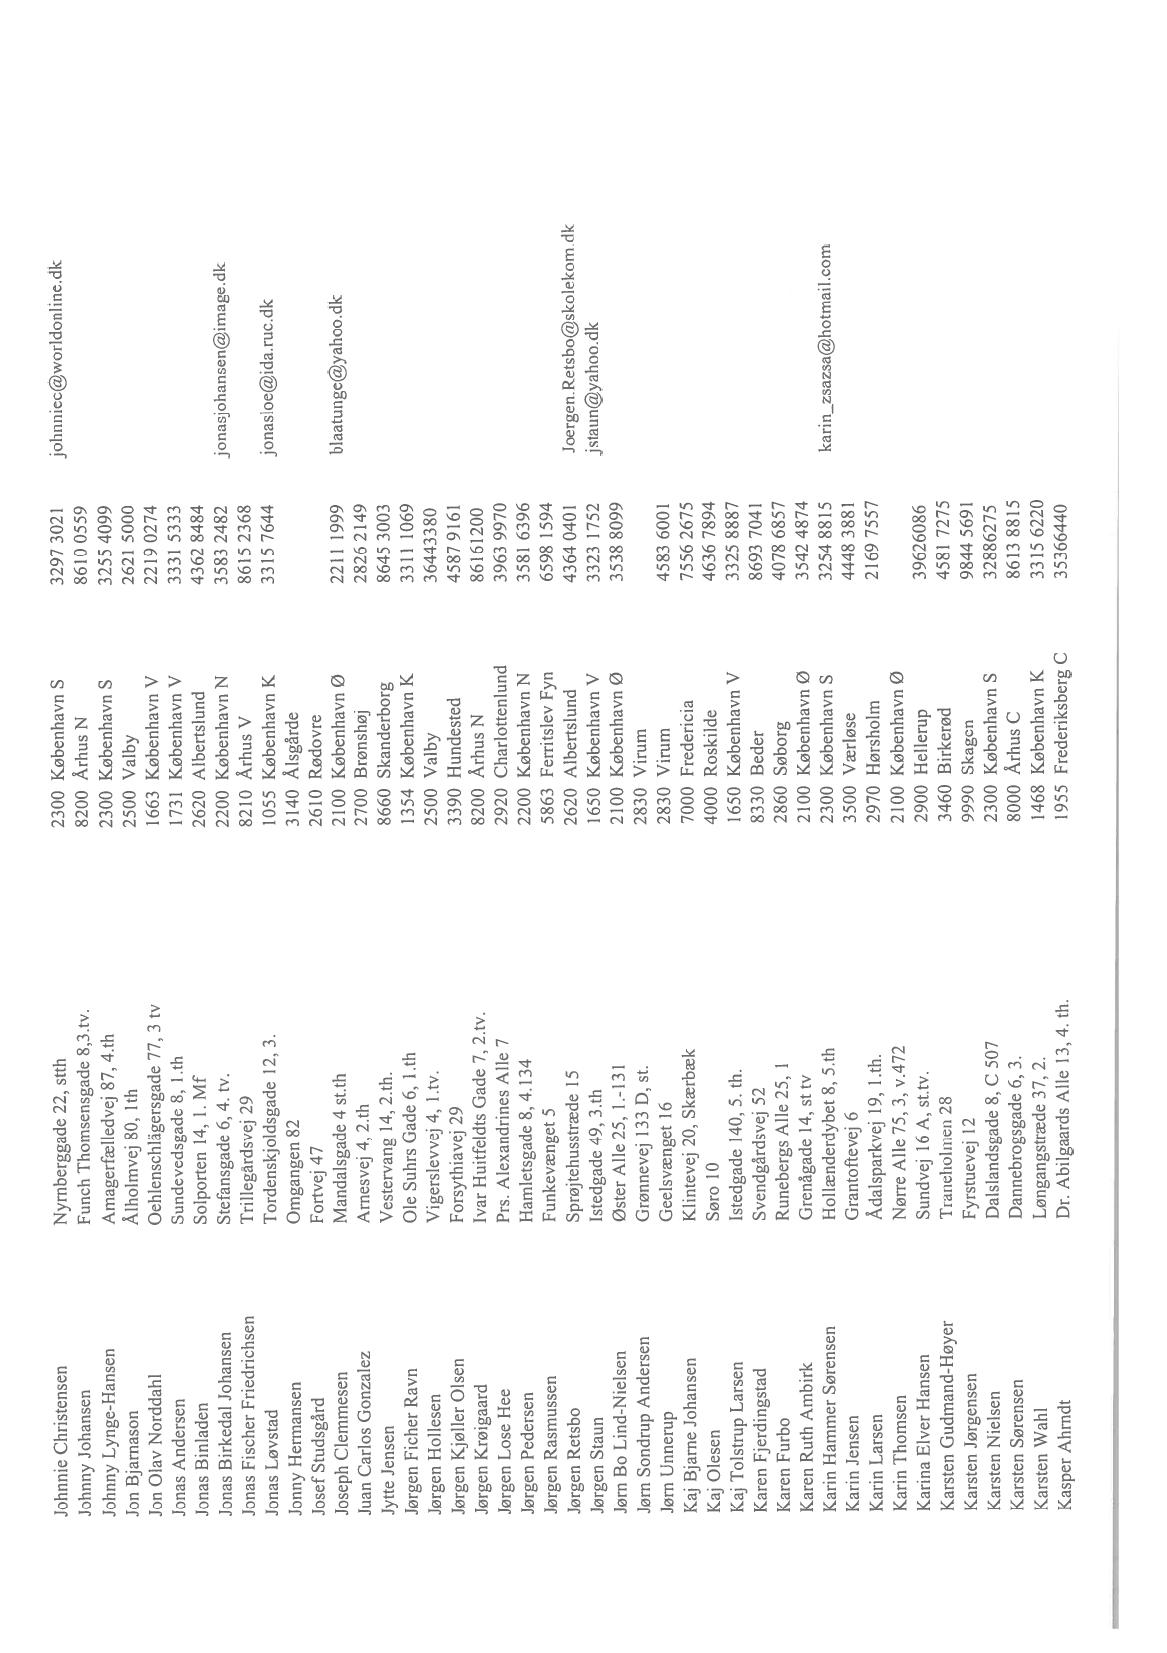 Johnnie Christensen Nyrnberggade 22, stth 2300 København S 3297 3021 johnniec@worldonline.dk
Johnny Johansen Funch Thomsensgade 8,3.tv. 8200 Århus N 8610 0559
Johnny Lynge-Hansen Amagerfælledvej 87, 4.th 2300 København S 3255 4099
Jon Bjarnason Ålholmvej 80, 1th 2500 Valby 2621 5000
Jon Olav Norddahl Oehlenschlägersgade 77, 3 tv 1663 København V 2219 0274
Jonas Andersen Sundevedsgade 8, 1.th 1731 København V 3331 5333
Jonas Binladen Solporten 14, 1. Mf 2620 Albertslund 4362 8484
Jonas Birkedal Johansen Stefansgade 6, 4. tv. 2200 København N 3583 2482 jonasjohansen@image.dk
Jonas Fischer Friedrichsen Trillegårdsvej 29 8210 Århus V 8615 2368
Jonas Løvstad Tordenskjoldsgade 12, 3. 1055 København K 3315 7644 jonasloe@ida.ruc.dk
Jonny Hermansen Omgangen 82 3140 Ålsgårde
Josef Studsgård Fortvej 47 2610 Rødovre
Joseph Clemmesen Mandalsgade 4 st.th 2100 København Ø 2211 1999 blaatunge@yahoo.dk
Juan Carlos Gonzalez Arnesvej 4, 2.th 2700 Brønshøj 2826 2149
Jytte Jensen Vestervang 14, 2.th. 8660 Skanderborg 8645 3003
Jørgen Ficher Ravn Ole Suhrs Gade 6, 1.th 1354 København K 3311 1069
Jørgen Hollesen Vigerslevvej 4, 1.tv. 2500 Valby 36443380
Jørgen Kjøller Olsen Forsythiavej 29 3390 Hundested 4587 9161
Jørgen Krøigaard Ivar Huitfeldts Gade 7, 2.tv. 8200 Århus N 86161200
Jørgen Lose Hee Prs. Alexandrines Alle 7 2920 Charlottenlund 3963 9970
Jørgen Pedersen Hamletsgade 8, 4.134 2200 København N 3581 6396
Jørgen Rasmussen Funkevænget 5 5863 Ferritslev Fyn 6598 1594
Jørgen Retsbo Sprøjtehusstræde 15 2620 Albertslund 4364 0401 Joergen.Retsbo@skolekom.dk
Jørgen Staun Istedgade 49, 3.th 1650 København V 3323 1752 jstaun@yahoo.dk
Jørn Bo Lind-Nielsen Øster Alle 25, 1.-131 2100 København Ø 3538 8099
Jørn Sondrup Andersen Grønnevej 133 D, st. 2830 Virum
Jørn Unnerup Geelsvænget 16 2830 Virum 4583 6001
Kaj Bjarne Johansen Klintevej 20, Skærbæk 7000 Fredericia 7556 2675
Kaj Olesen Søro 10 4000 Roskilde 4636 7894
Kaj Tolstrup Larsen Istedgade 140, 5. th. 1650 København V 3325 8887
Karen Fjerdingstad Svendgårdsvej 52 8330 Beder 8693 7041
Karen Furbo Runebergs Alle 25, 1 2860 Søborg 4078 6857
Karen Ruth Ambirk Grenågade 14, st tv 2100 København Ø 3542 4874
Karin Hammer Sørensen Hollænderdybet 8, 5.th 2300 København S 3254 8815 karin_zsazsa@hotmail.com
Karin Jensen Grantoftevej 6 3500 Værløse 4448 3881
Karin Larsen Ådalsparkvej 19, 1.th. 2970 Hørsholm 2169 7557
Karin Thomsen Nørre Alle 75, 3, v.472 2100 København Ø
Karina Elver Hansen Sundvej 16 A, st.tv. 2900 Hellerup 39626086
Karsten Gudmand-Høyer Traneholmen 28 3460 Birkerød 4581 7275
Karsten Jørgensen Fyrstuevej 12 9990 Skagen 9844 5691
Karsten Nielsen Dalslandsgade 8, C 507 2300 København S 32886275
Karsten Sørensen Dannebrogsgade 6, 3. 8000 Århus C 8613 8815
Karsten Wahl Løngangstræde 37, 2. 1468 København K 3315 6220
Kasper Ahrndt Dr. Abilgaards Alle 13, 4. th. 1955 Frederiksberg C 35366440